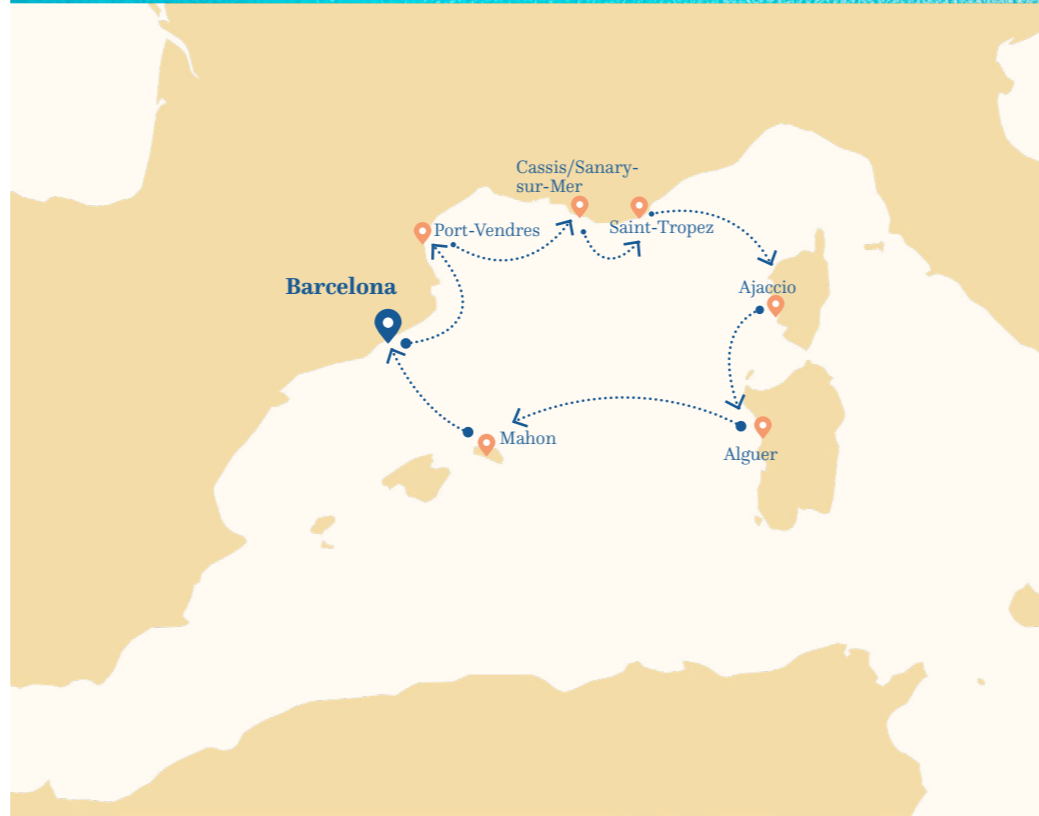 Cassis/Sanary-
sur-Mer
Port-Vendres
Saint-Tropez
Barcelona
Ajaccio
Mahon
Alguer